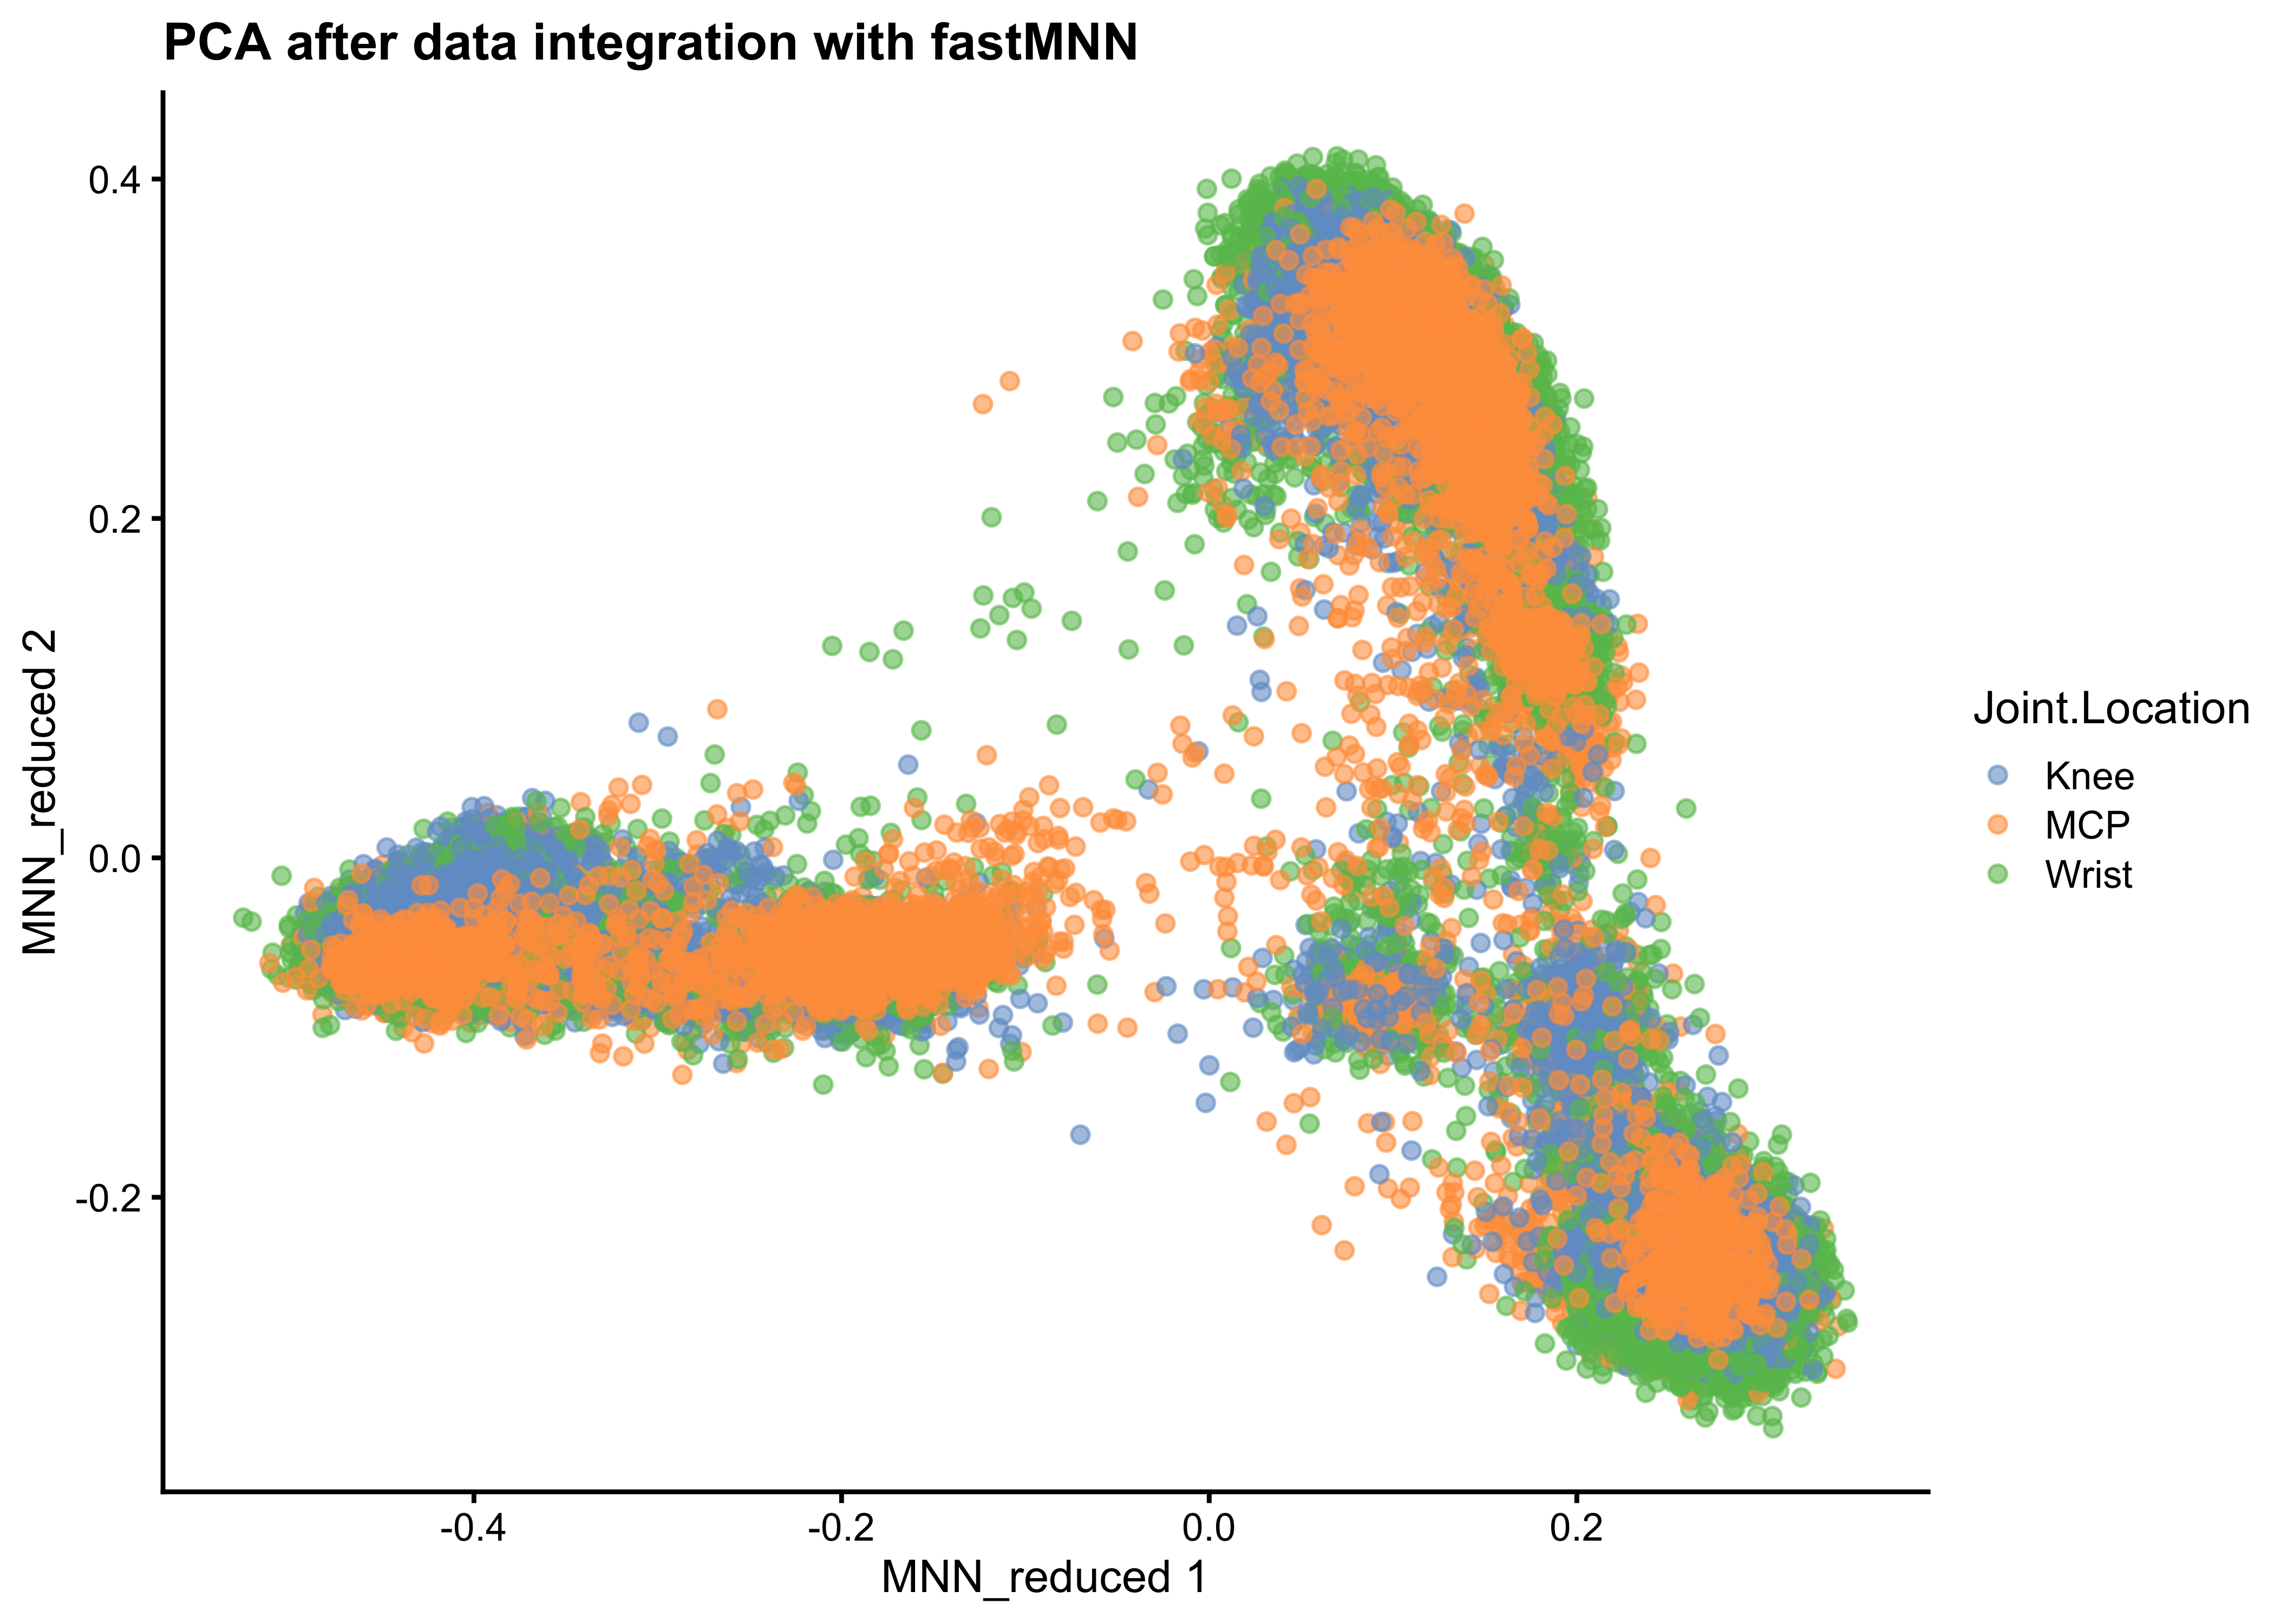 PCA after data integration with fastMNN
MNN_reduced 2
0.4
0.2
0.0
-0.2
-0.4
-0.2
0.0
0.2
MNN_reduced 1
Joint.Location
Knee
MCP
Wrist